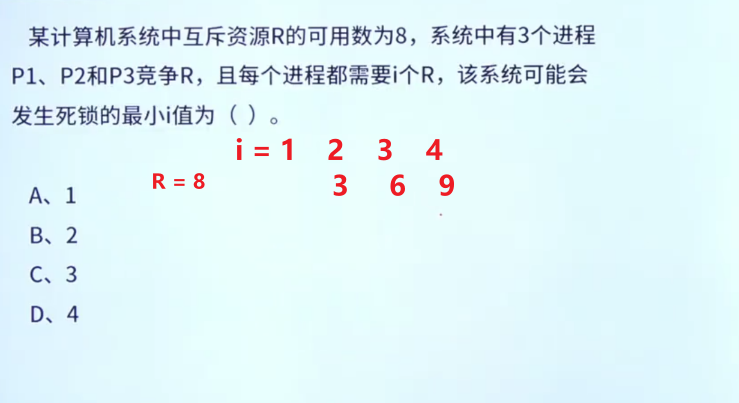 某计算机系统中互斥资源R的可用数为8，系统中有3个进程
P1、P2和P3竞争R，且每个进程都需要i个R，该系统可能会
发生死锁的最小i值为（ ）。
i = 1 2 3 4
R = 8 3 6 9
A、1
B、2
C、3
D、4